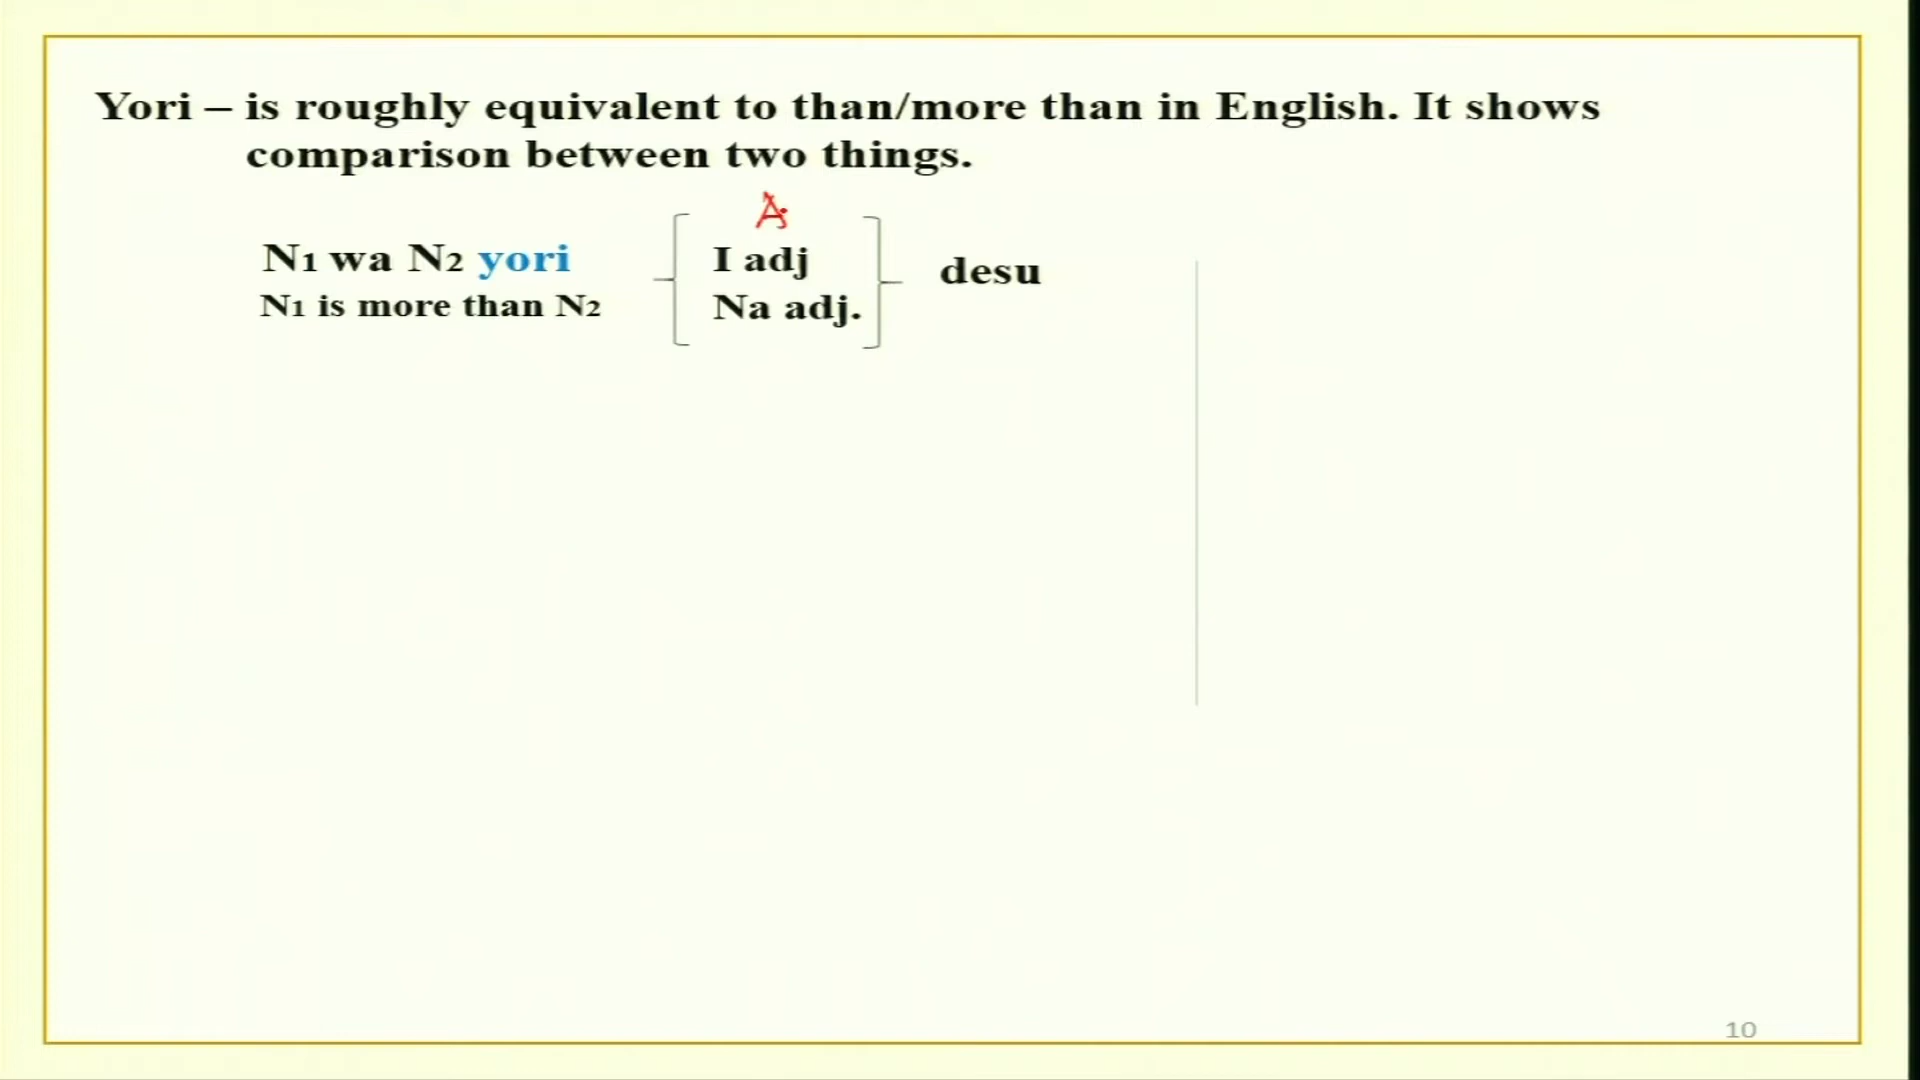 Yori – is roughly equivalent to than/more than in English. It shows
comparison between two things.
A
N1 wa N2 yori
I adj
desu
N1 is more than N2
Na adj.
10